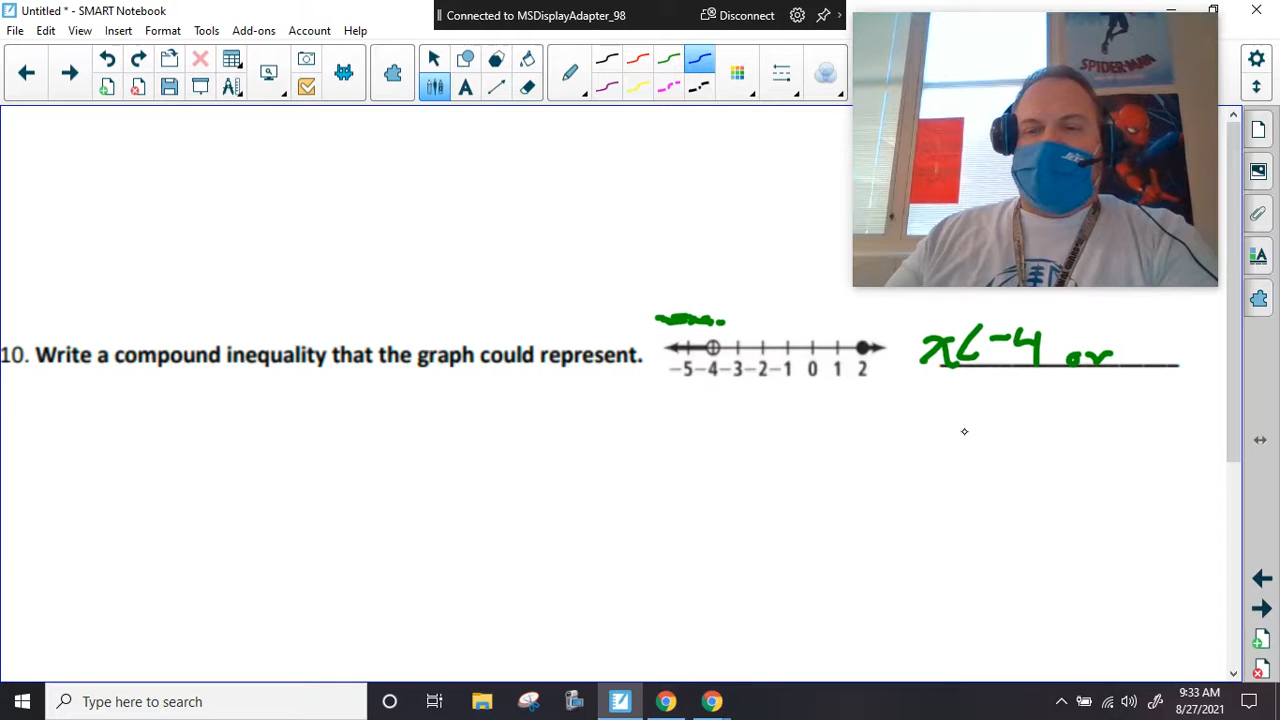 Untitled * - SMART Notebook
Connected to MSDisplayAdapter_98
Disconnect
File Edit View Insert Format Tools Add-ons Account Help
SPIDER-MAN
10. Write a compound inequality that the graph could represent.
-5 -4 -3 -2 -1 0 1 2
x < -4 or
Type here to search
9:33 AM
8/27/2021